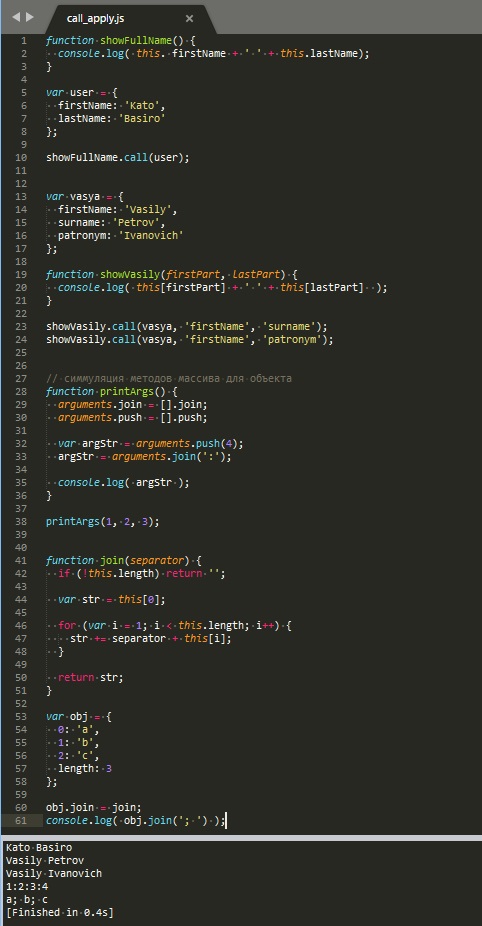 call_apply.js ×
1 function showFullName() {
2 console.log( this. firstName + ' ' + this.lastName);
3 }
4
5 var user = {
6 firstName: 'Kato',
7 lastName: 'Basiro'
8 };
9
10 showFullName.call(user);
11
12
13 var vasya = {
14 firstName: 'Vasily',
15 surname: 'Petrov',
16 patronym: 'Ivanovich'
17 };
18
19 function showVasily(firstPart, lastPart) {
20 console.log( this[firstPart] + ' ' + this[lastPart] );
21 }
22
23 showVasily.call(vasya, 'firstName', 'surname');
24 showVasily.call(vasya, 'firstName', 'patronym');
25
26
27 // симмуляция методов массива для объекта
28 function printArgs() {
29 arguments.join = [].join;
30 arguments.push = [].push;
31
32 var argStr = arguments.push(4);
33 argStr = arguments.join(':');
34
35 console.log( argStr );
36 }
37
38 printArgs(1, 2, 3);
39
40
41 function join(separator) {
42 if (!this.length) return '';
43
44 var str = this[0];
45
46 for (var i = 1; i < this.length; i++) {
47 str += separator + this[i];
48 }
49
50 return str;
51 }
52
53 var obj = {
54 0: 'a',
55 1: 'b',
56 2: 'c',
57 length: 3
58 };
59
60 obj.join = join;
61 console.log( obj.join('; ') );
Kato Basiro
Vasily Petrov
Vasily Ivanovich
1:2:3:4
a; b; c
[Finished in 0.4s]